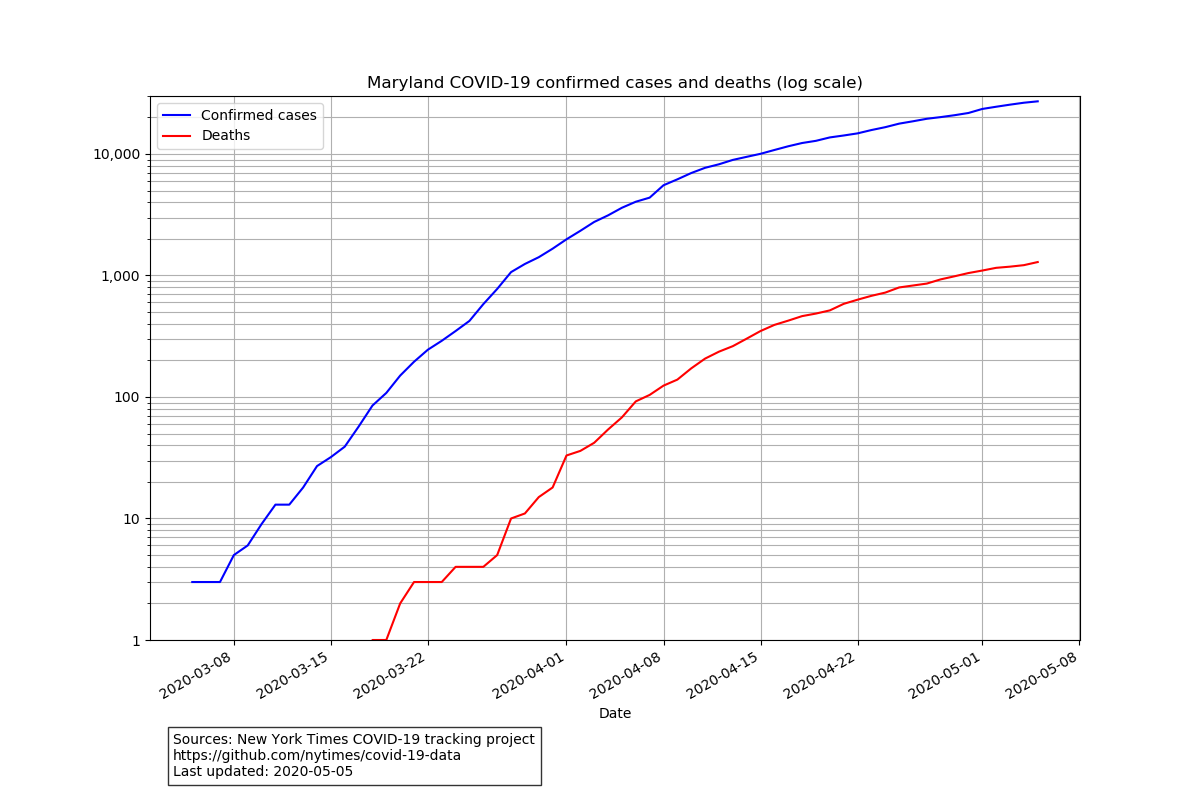 Maryland COVID-19 confirmed cases and deaths (log scale)
Confirmed cases
Deaths
10,000
1,000
100
10
1
2020-03-08
2020-03-15
2020-03-22
2020-04-01
2020-04-08
2020-04-15
2020-04-22
2020-05-01
2020-05-08
Date
Sources: New York Times COVID-19 tracking project
https://github.com/nytimes/covid-19-data
Last updated: 2020-05-05